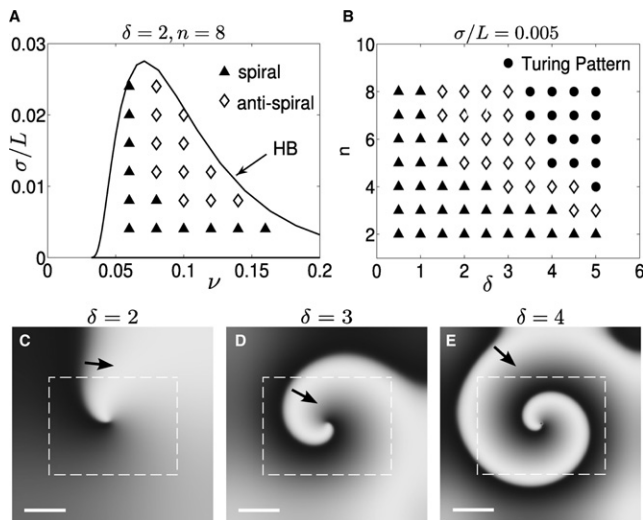 A
δ = 2, n = 8
0.03
0.02
0.01
0
σ/L
0.05 0.1 0.15 0.2
ν
spiral
anti-spiral
HB
B
σ/L = 0.005
Turing Pattern
10
8
6
4
2
n
0 1 2 3 4 5 6
δ
δ = 2
δ = 3
δ = 4
C
D
E